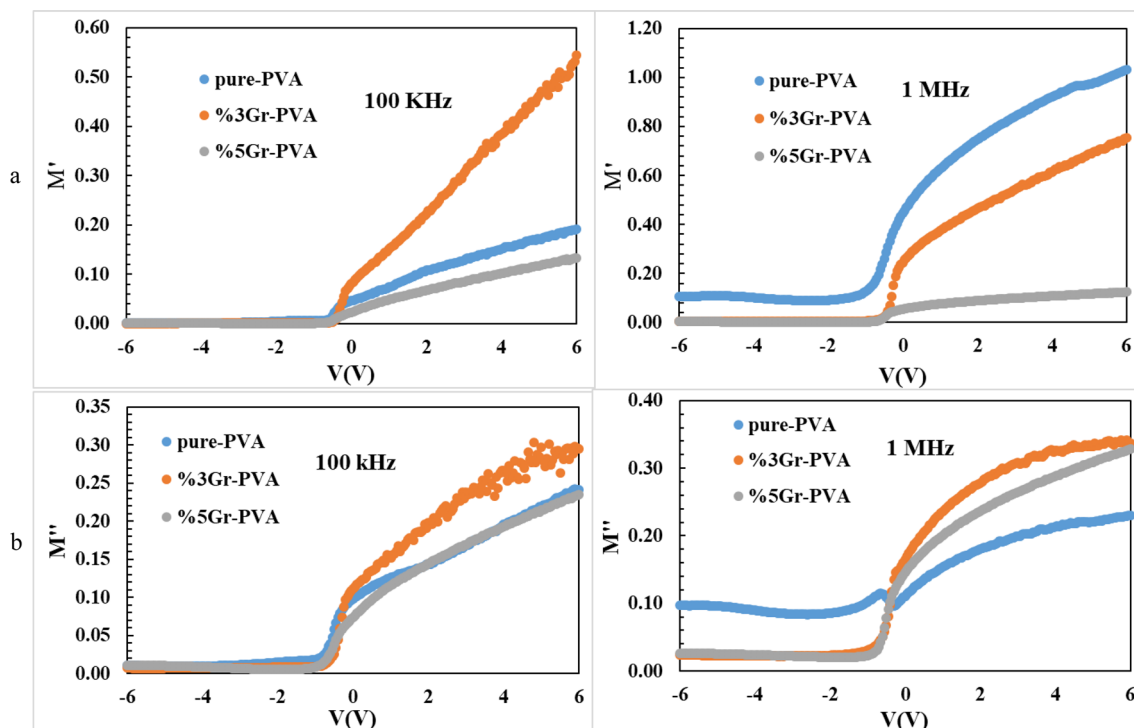 a
0.60
0.50
0.40
0.30
0.20
0.10
0.00
M'
pure-PVA
%3Gr-PVA
%5Gr-PVA
100 KHz
-6 -4 -2 0 2 4 6
V(V)
1.20
1.00
0.80
0.60
0.40
0.20
0.00
M'
pure-PVA
%3Gr-PVA
%5Gr-PVA
1 MHz
-6 -4 -2 0 2 4 6
V(V)
b
0.35
0.30
0.25
0.20
0.15
0.10
0.05
0.00
M''
pure-PVA
%3Gr-PVA
%5Gr-PVA
100 kHz
-6 -4 -2 0 2 4 6
V(V)
0.40
0.30
0.20
0.10
0.00
M''
pure-PVA
%3Gr-PVA
%5Gr-PVA
1 MHz
-6 -4 -2 0 2 4 6
V(V)